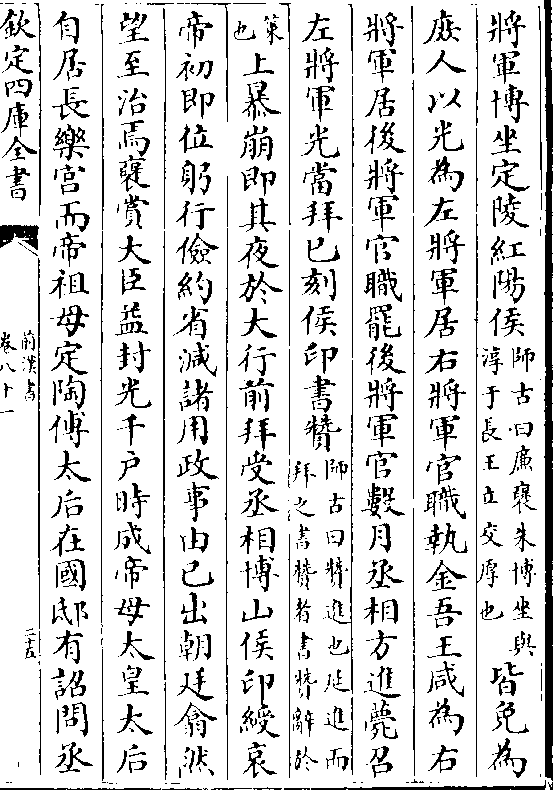 將軍博坐定陵紅陽侯師古曰廉襃朱博坐與淳于長王立交厚也皆免為
庻人以光為左將軍居右將軍官職執金吾王咸為右
將軍居後將軍官職罷後將軍官數月丞相方進薨召
左將軍光當拜已刻侯印書贊師古曰贊進也延進而拜之書贊者書贊辭於
策也上暴崩即其夜於大行前拜受丞相博山侯印綬哀
帝初即位躬行儉約省減諸用政事由已出朝廷翕然
望至治焉襃賞大臣益封光千戶時成帝母太皇太后
自居長樂宫而帝祖母定陶傅太后在國邸有詔問丞
欽定四庫全書
前漢書
卷八十一
二十五